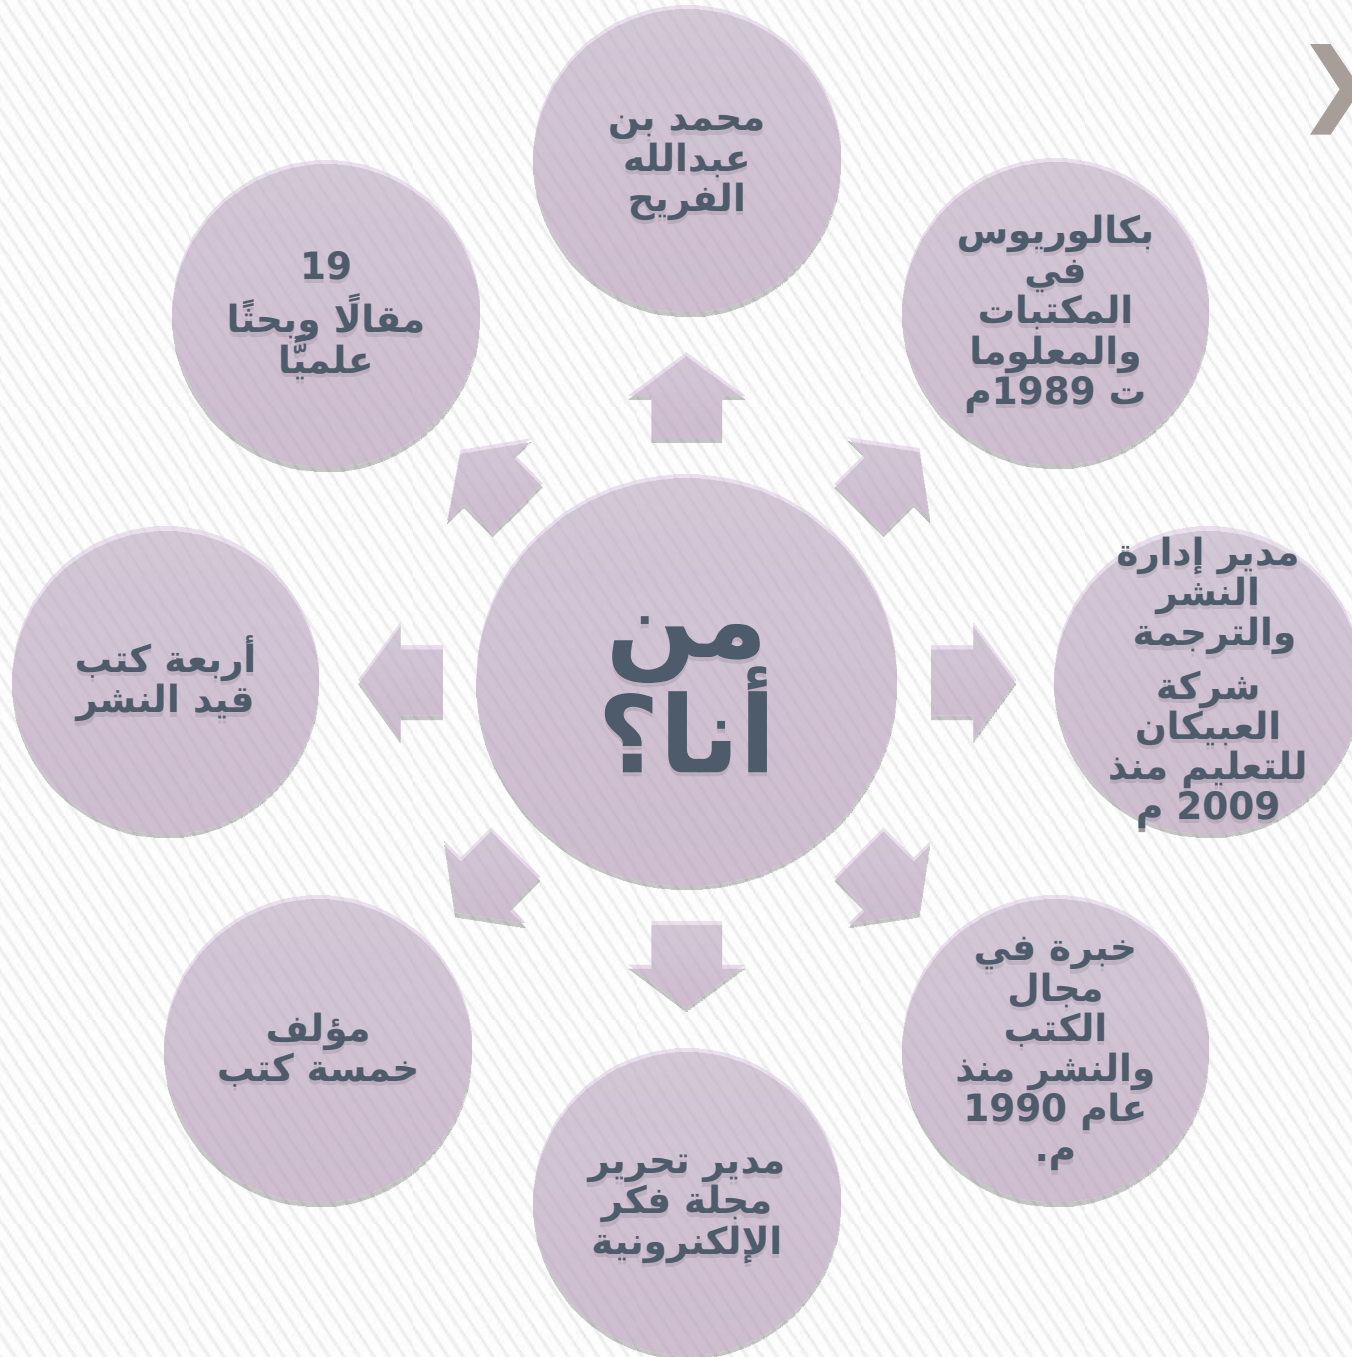 من
أنا؟
محمد بن
عبدالله
الفريح
بكالوريوس
في
المكتبات
والمعلوما
ت 1989م
مدير إدارة
النشر
والترجمة
شركة
العبيكان
للتعليم منذ
2009 م
خبرة في
مجال
الكتب
والنشر منذ
عام 1990
م.
مدير تحرير
مجلة فكر
الإلكنرونية
مؤلف
خمسة كتب
أربعة كتب
قيد النشر
19
مقالًا وبحثًا
علميًّا